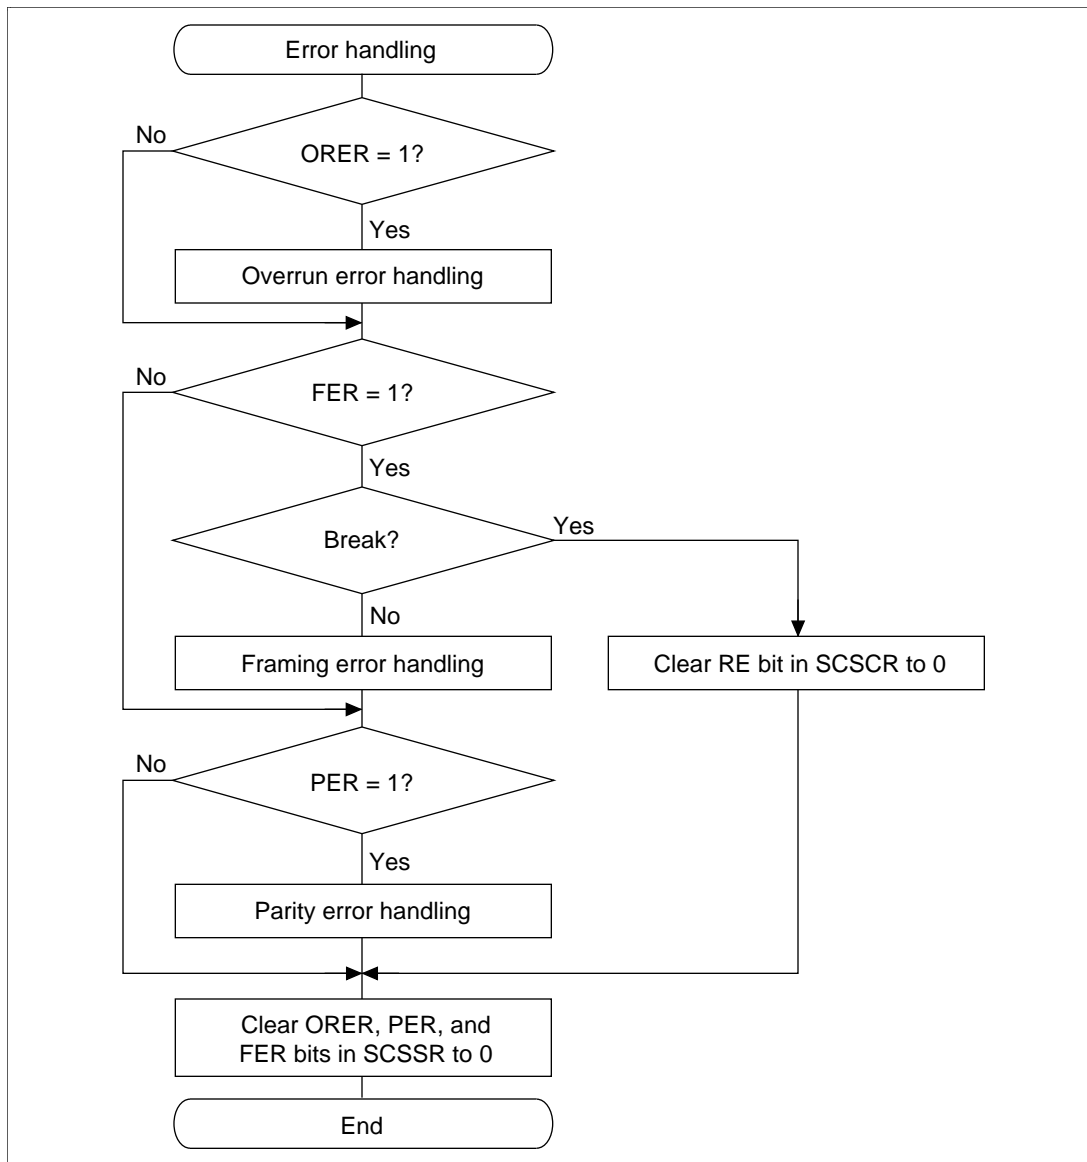 Error handling
No
ORER = 1?
Yes
Overrun error handling
No
FER = 1?
Yes
Break?
Yes
No
Framing error handling
Clear RE bit in SCSCR to 0
No
PER = 1?
Yes
Parity error handling
Clear ORER, PER, and
FER bits in SCSSR to 0
End